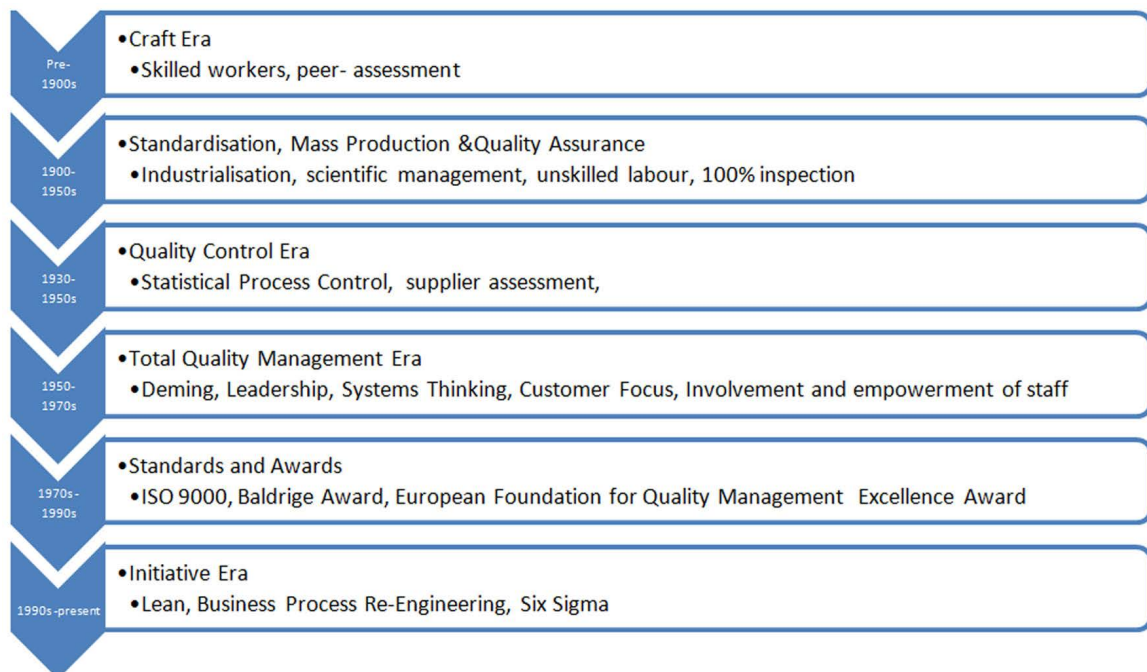 Pre-
1900s
•Craft Era
•Skilled workers, peer- assessment
1900-
1950s
•Standardisation, Mass Production &Quality Assurance
•Industrialisation, scientific management, unskilled labour, 100% inspection
1930-
1950s
•Quality Control Era
•Statistical Process Control, supplier assessment,
1950-
1970s
•Total Quality Management Era
•Deming, Leadership, Systems Thinking, Customer Focus, Involvement and empowerment of staff
1970s-
1990s
•Standards and Awards
•ISO 9000, Baldrige Award, European Foundation for Quality Management Excellence Award
1990s-present
•Initiative Era
•Lean, Business Process Re-Engineering, Six Sigma